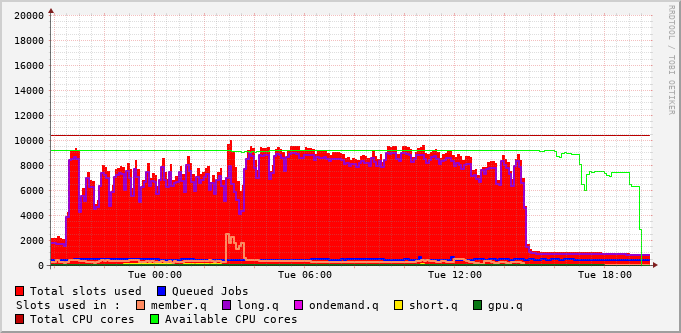 RRDTOOL / TOBI OETIKER
20000
18000
16000
14000
12000
10000
8000
6000
4000
2000
0
Tue 00:00 Tue 06:00 Tue 12:00 Tue 18:00
Total slots used Queued Jobs
Slots used in : member.q long.q ondemand.q short.q gpu.q
Total CPU cores Available CPU cores